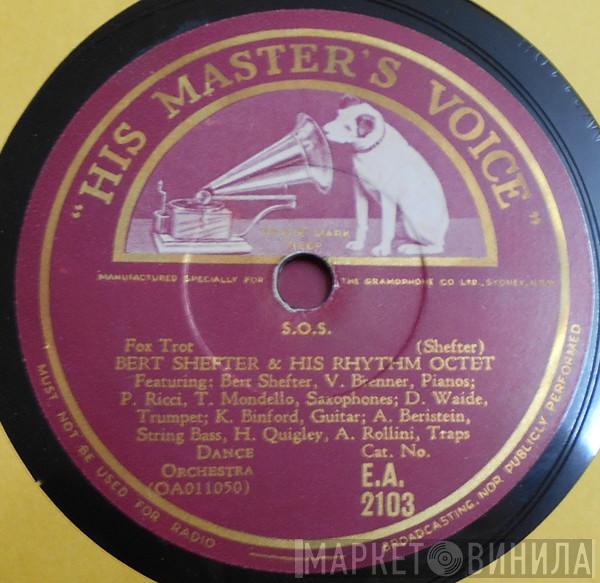 "HIS MASTER'S VOICE"
TRADE MARK
REGD
MANUFACTURED SPECIALLY FOR THE GRAMOPHONE CO LTD., SYDNEY, N.S.W.
S.O.S.
Fox Trot (Shefter)
BERT SHEFTER & HIS RHYTHM OCTET
Featuring: Bert Shefter, V. Brenner, Pianos;
P. Ricci, T. Mondello, Saxophones; D. Waide,
Trumpet; K. Binford, Guitar; A. Beristein,
String Bass, H. Quigley, A. Rollini, Traps
DANCE Cat. No.
ORCHESTRA E.A.
(OA011050) 2103
MUST NOT BE USED FOR RADIO BROADCASTING, NOR PUBLICLY PERFORMED
МАРКЕТ ВИНИЛА